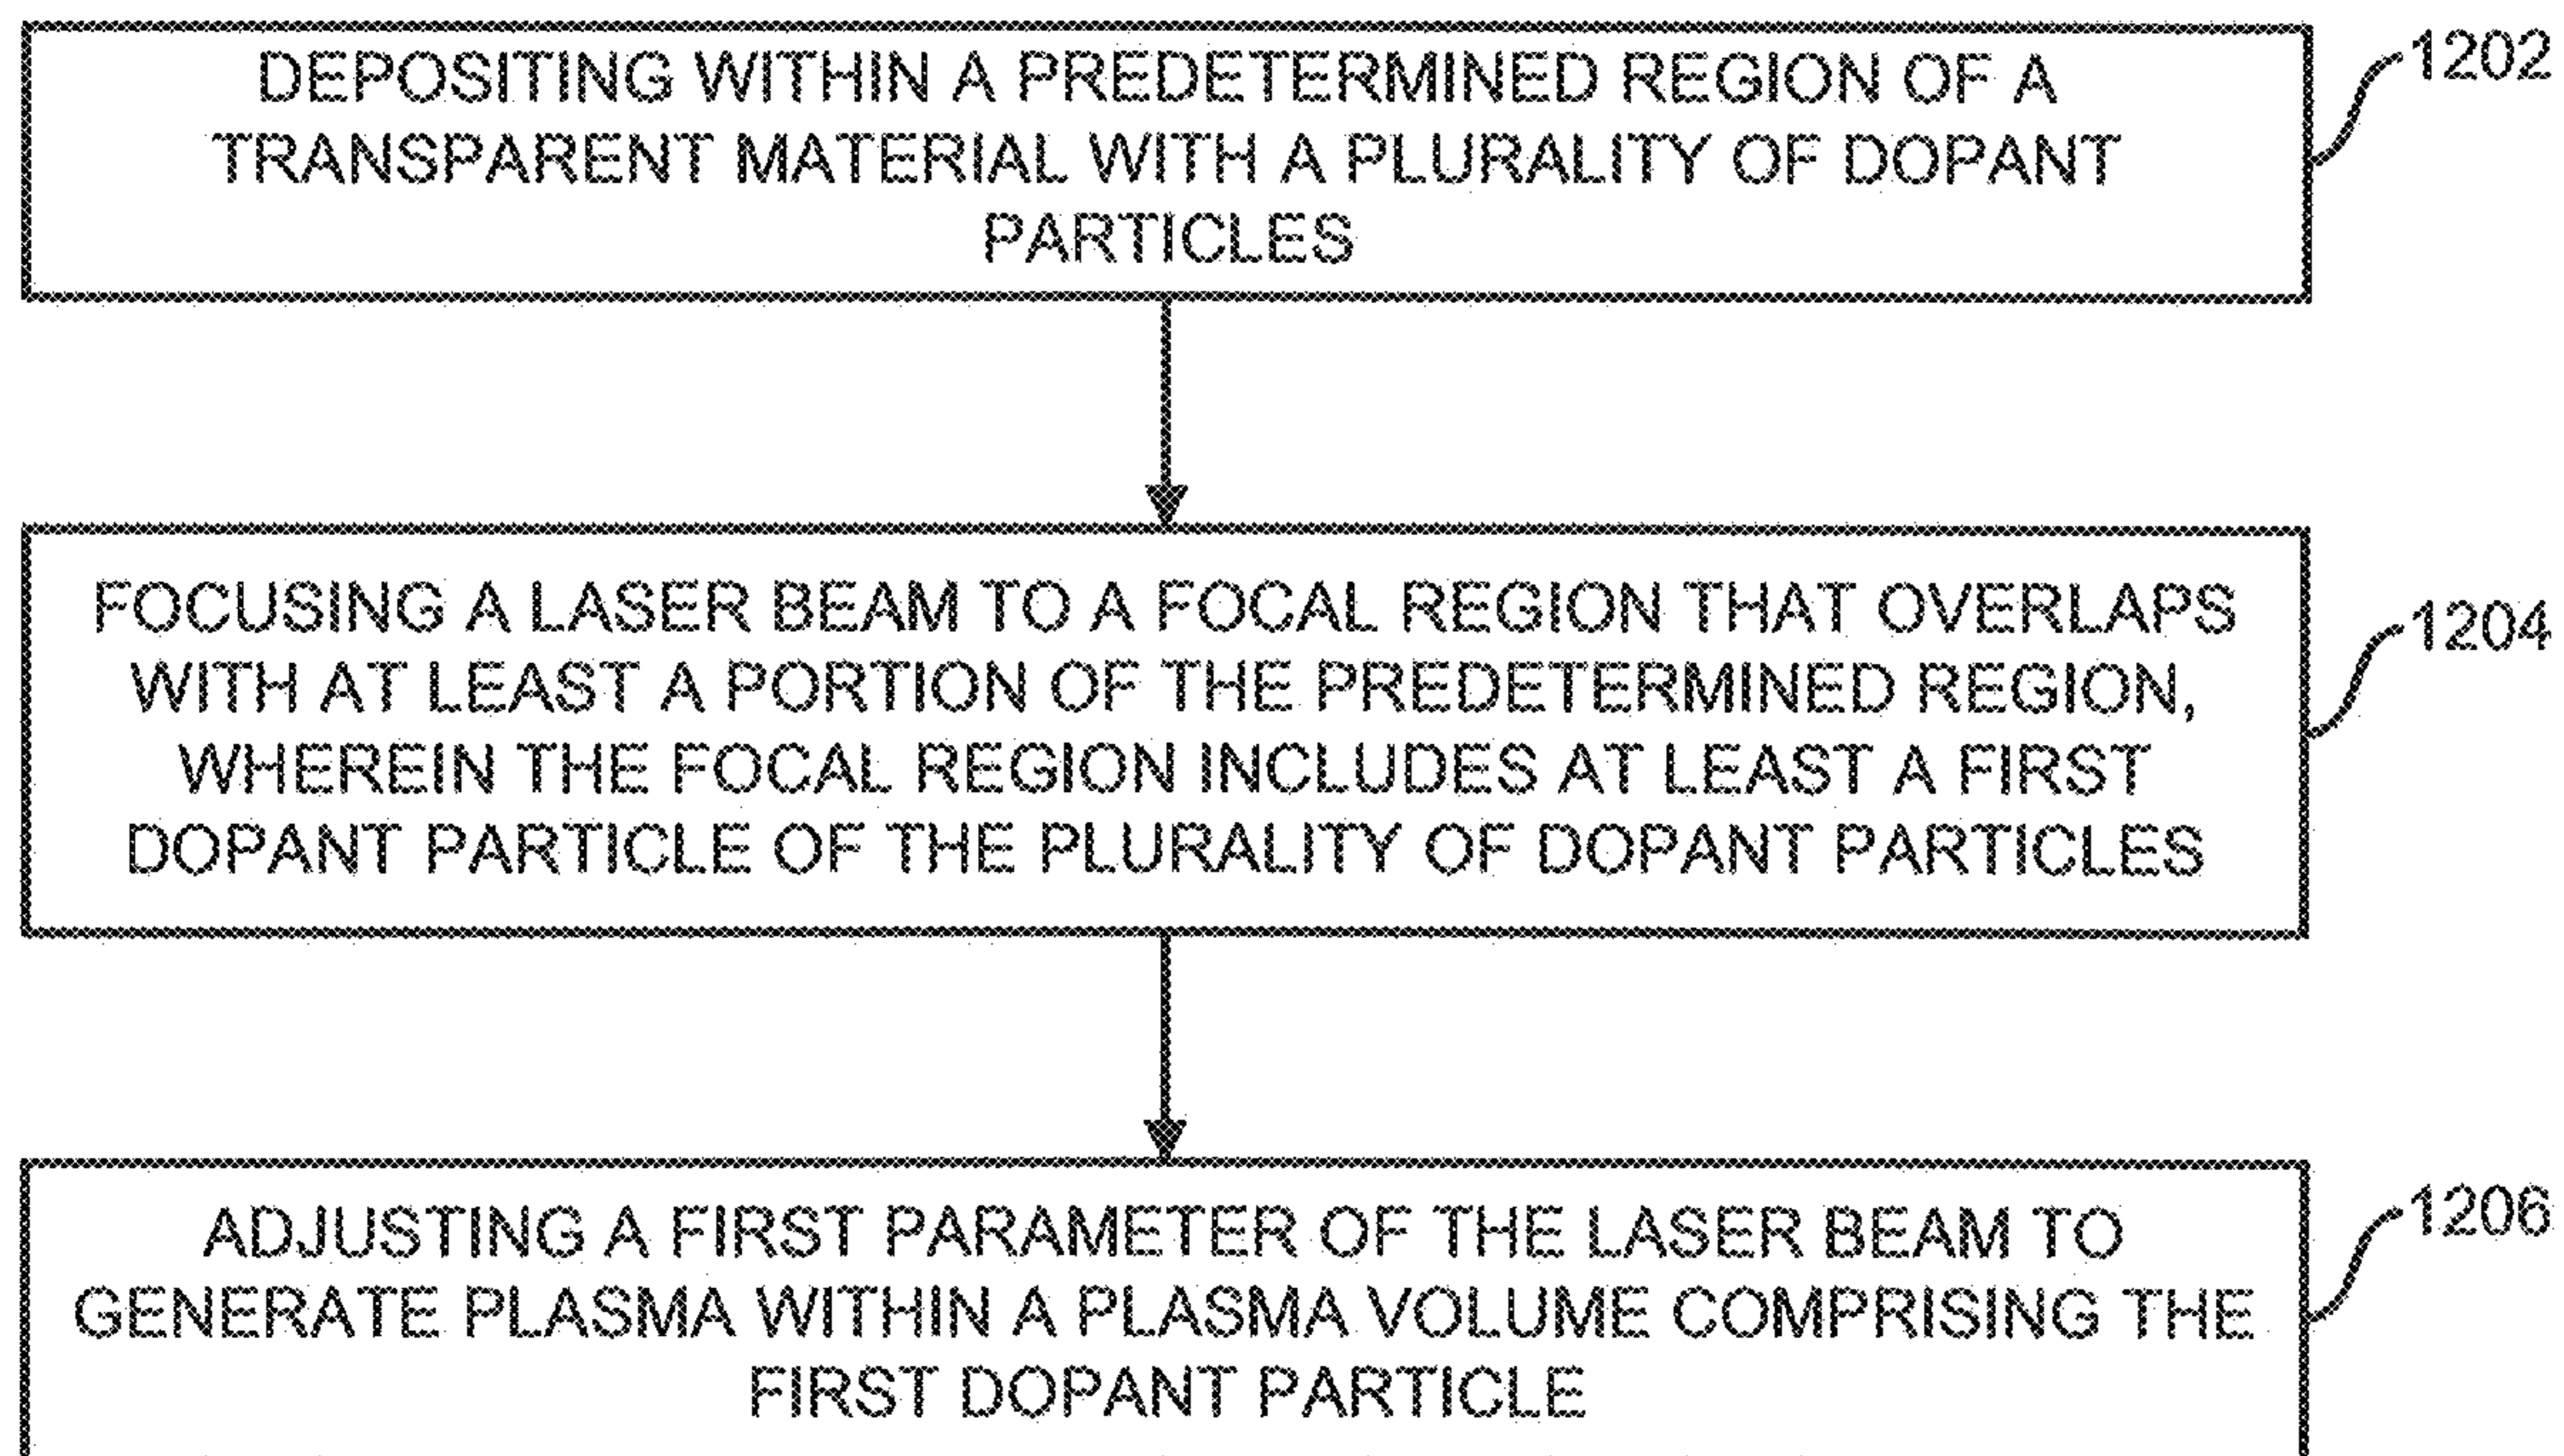 DEPOSITING WITHIN A PREDETERMINED REGION OF A
TRANSPARENT MATERIAL WITH A PLURALITY OF DOPANT
PARTICLES
1202
FOCUSING A LASER BEAM TO A FOCAL REGION THAT OVERLAPS
WITH AT LEAST A PORTION OF THE PREDETERMINED REGION,
WHEREIN THE FOCAL REGION INCLUDES AT LEAST A FIRST
DOPANT PARTICLE OF THE PLURALITY OF DOPANT PARTICLES
1204
ADJUSTING A FIRST PARAMETER OF THE LASER BEAM TO
GENERATE PLASMA WITHIN A PLASMA VOLUME COMPRISING THE
FIRST DOPANT PARTICLE
1206